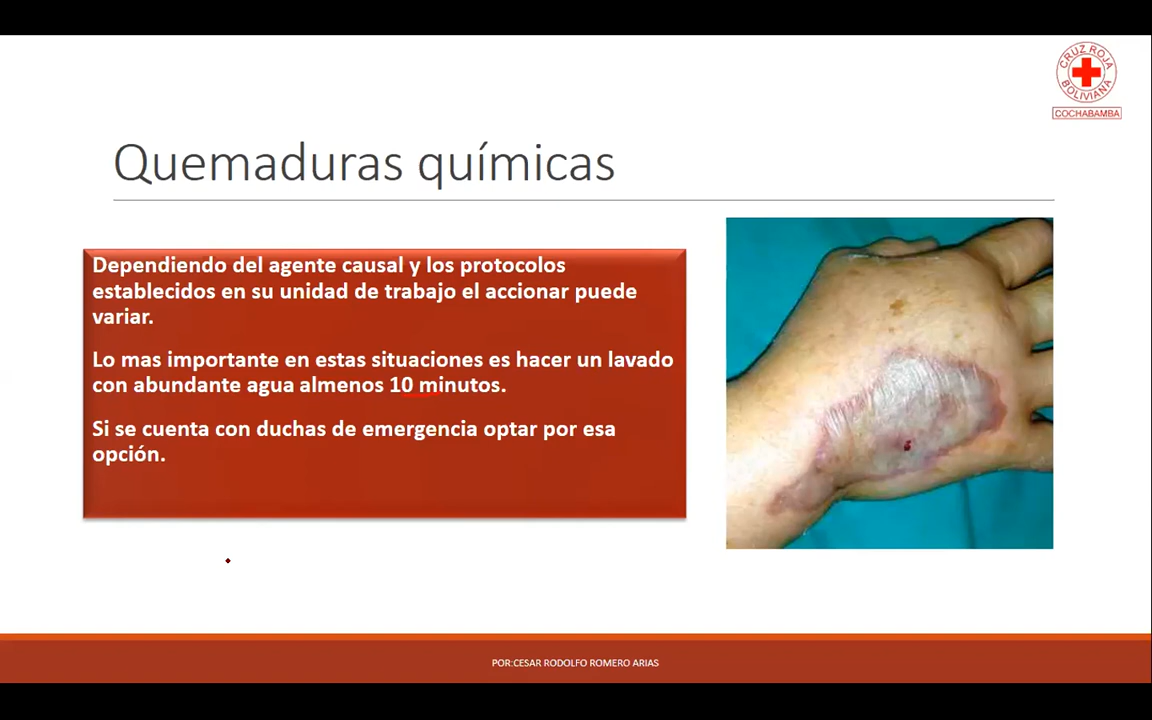 CRUZ ROJA
BOLIVIANA
COCHABAMBA
Quemaduras químicas
Dependiendo del agente causal y los protocolos
establecidos en su unidad de trabajo el accionar puede
variar.
Lo mas importante en estas situaciones es hacer un lavado
con abundante agua almenos 10 minutos.
Si se cuenta con duchas de emergencia optar por esa
opción.
POR:CESAR RODOLFO ROMERO ARIAS